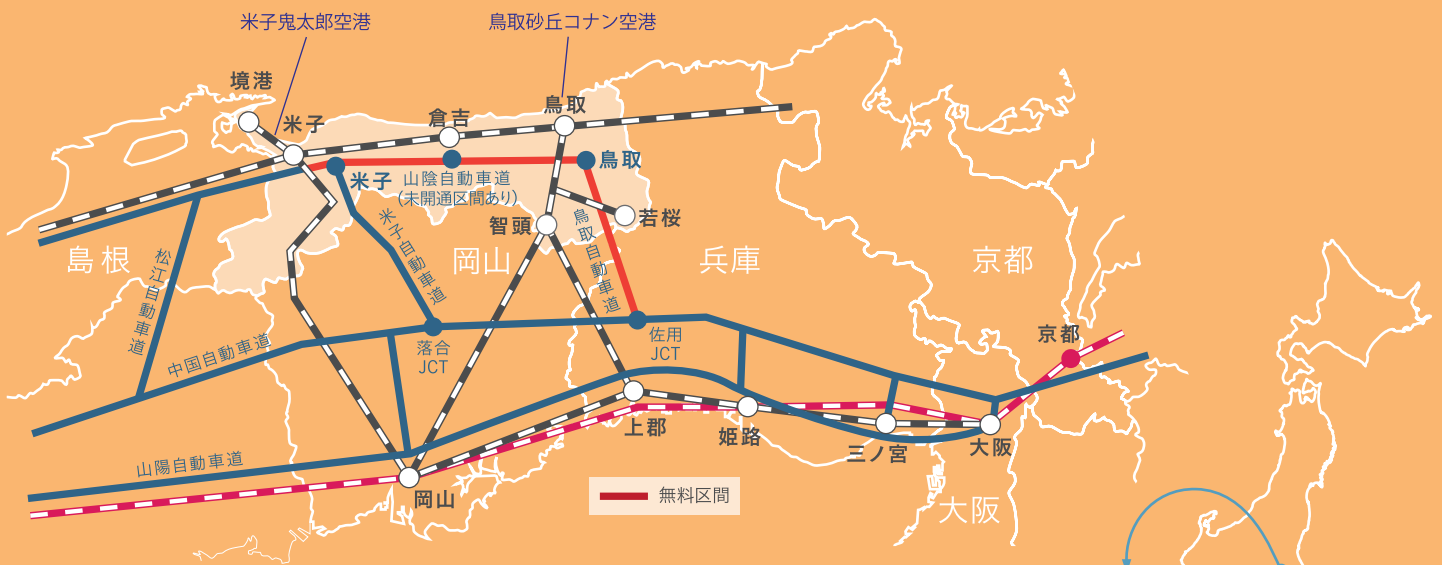 米子鬼太郎空港
鳥取砂丘コナン空港
境港
米子
倉吉
鳥取
鳥取
米子
山陰自動車道
(未開通区間あり)
智頭
若桜
島根
松江自動車道
米子自動車道
岡山
鳥取自動車道
兵庫
京都
中国自動車道
落合
JCT
佐用
JCT
京都
上郡
姫路
三ノ宮
大阪
山陽自動車道
岡山
無料区間
大阪